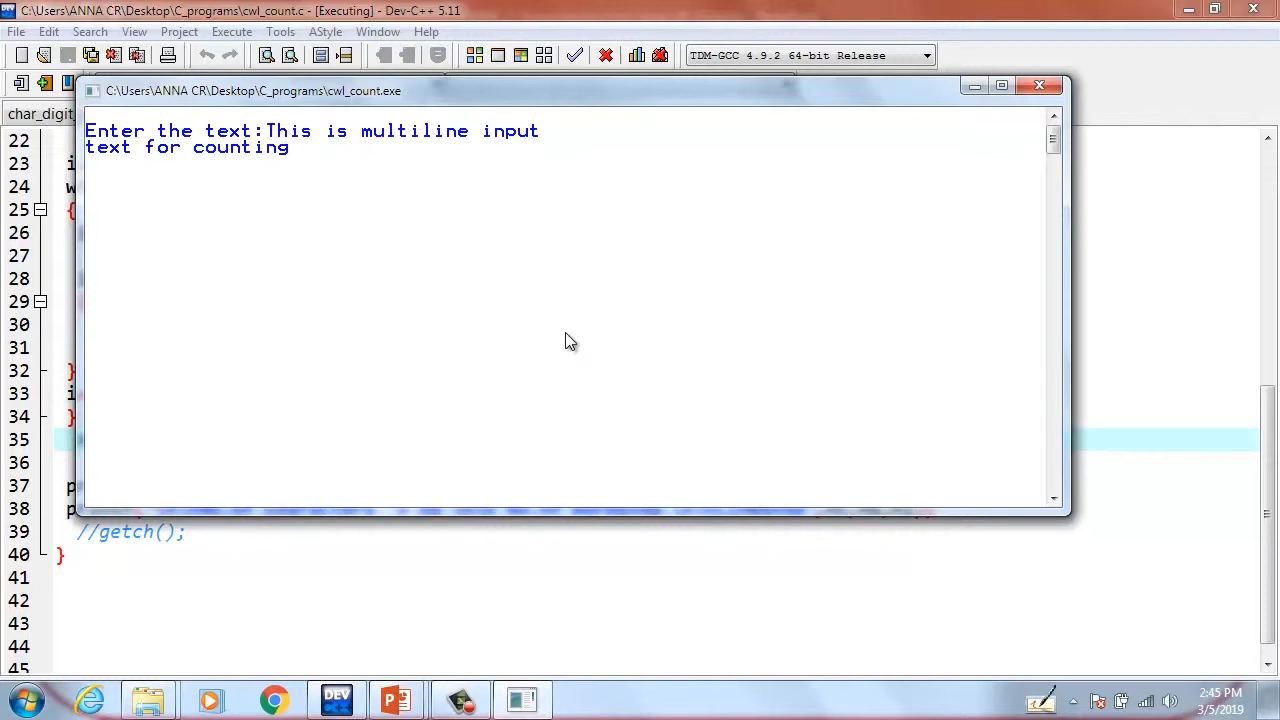 C:\Users\ANNA CR\Desktop\C_programs\cwl_count.c - [Executing] - Dev-C++ 5.11
File Edit Search View Project Execute Tools AStyle Window Help
TDM-GCC 4.9.2 64-bit Release
C:\Users\ANNA CR\Desktop\C_programs\cwl_count.exe
char_digit
Enter the text:This is multiline input
text for counting
22
23 i
24 w
25 {
26
27
28
29
30
31
32 }
33 i
34 }
35
36
37 p
38 p
39 //getch();
40 }
41
42
43
44
45
DEV
2:45 PM
3/5/2019